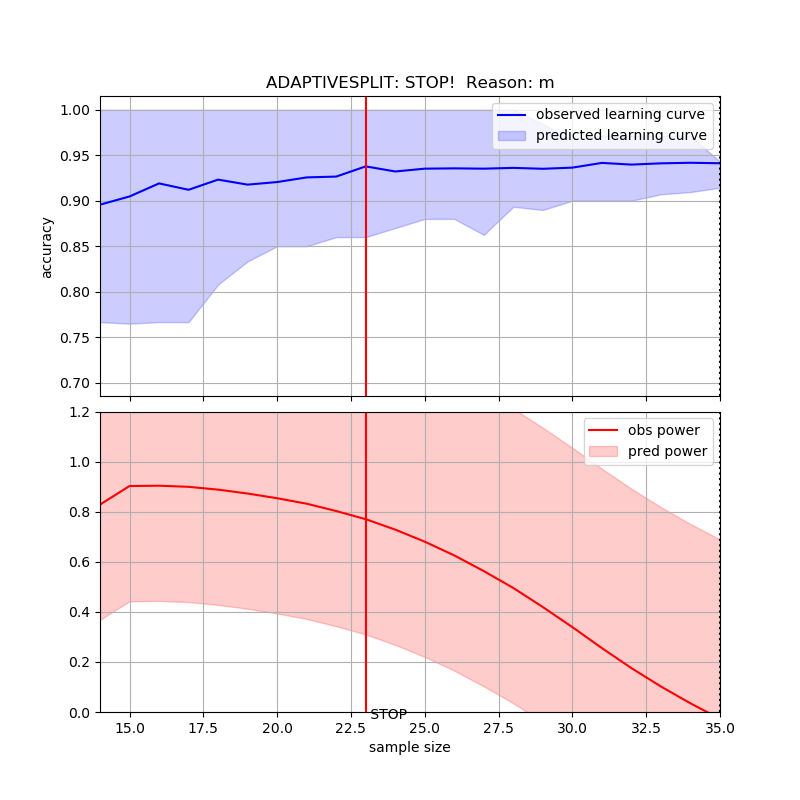 ADAPTIVESPLIT: STOP!  Reason: m
1.00
0.95
0.90
0.85
0.80
0.75
0.70
accuracy
observed learning curve
predicted learning curve
1.2
1.0
0.8
0.6
0.4
0.2
0.0
obs power
pred power
STOP
15.0 17.5 20.0 22.5 25.0 27.5 30.0 32.5 35.0
sample size